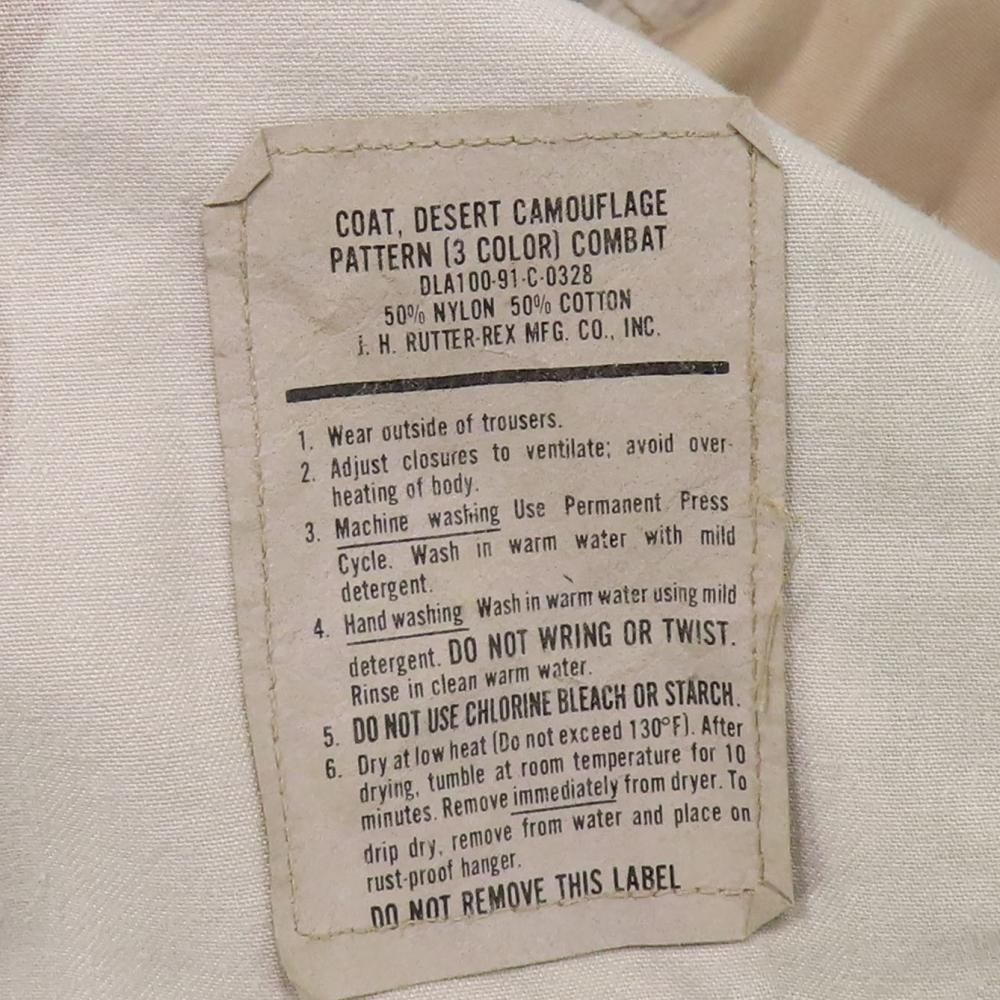 COAT, DESERT CAMOUFLAGE
PATTERN (3 COLOR) COMBAT
DLA100-91-C-0328
50% NYLON 50% COTTON
J. H. RUTTER-REX MFG. CO., INC.
1. Wear outside of trousers.
2. Adjust closures to ventilate; avoid over-
heating of body.
3. Machine washing Use Permanent Press
Cycle. Wash in warm water with mild
detergent.
4. Hand washing Wash in warm water using mild
detergent. DO NOT WRING OR TWIST.
Rinse in clean warm water.
5. DO NOT USE CHLORINE BLEACH OR STARCH.
6. Dry at low heat (Do not exceed 130°F). After
drying, tumble at room temperature for 10
minutes. Remove immediately from dryer. To
drip dry, remove from water and place on
rust-proof hanger.
DO NOT REMOVE THIS LABEL